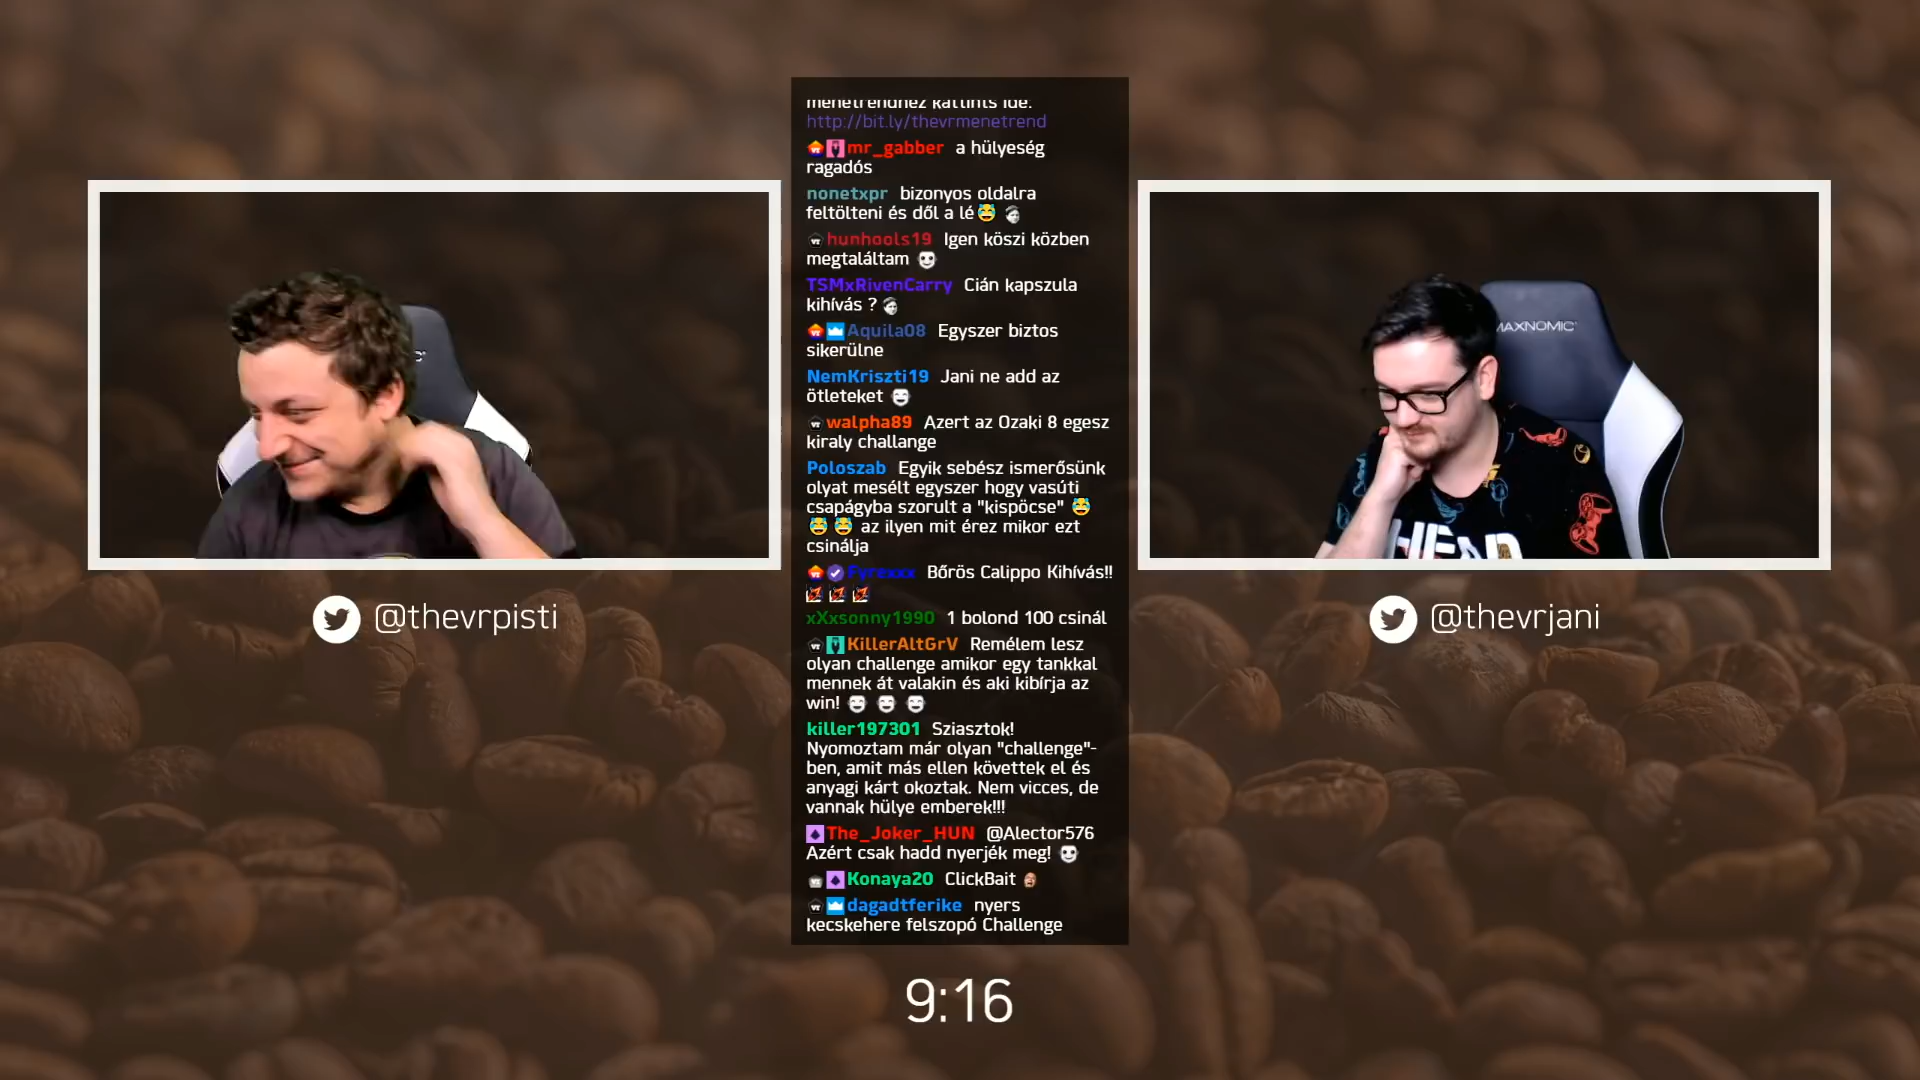 menetrendhez kattints ide.
http://bit.ly/thevrmenetrend
mr_gabber a hülyeség
ragadós
nonetxpr bizonyos oldalra
feltölteni és dől a lé
hunhools19 Igen köszi közben
megtaláltam
TSMxRivenCarry Cián kapszula
kihívás ?
Aquila08 Egyszer biztos
sikerülne
NemKriszti19 Jani ne add az
ötleteket
walpha89 Azert az Ozaki 8 egesz
kiraly challange
Poloszab Egyik sebész ismerősünk
olyat mesélt egyszer hogy vasúti
csapágyba szorult a "kispöcse"
az ilyen mit érez mikor ezt
csinálja
Fyrexxx Bőrös Calippo Kihívás!!
xXxsonny1990 1 bolond 100 csinál
KillerAltGrV Remélem lesz
olyan challenge amikor egy tankkal
mennek át valakin és aki kibírja az
win!
killer197301 Sziasztok!
Nyomoztam már olyan "challenge"-
ben, amit más ellen követtek el és
anyagi kárt okoztak. Nem vicces, de
vannak hülye emberek!!!
The_Joker_HUN @Alector576
Azért csak hadd nyerjék meg!
Konaya20 ClickBait
dagadtferike nyers
kecskehere felszopó Challenge
MAXNOMIC
HEAD
@thevrpisti
@thevrjani
9:16